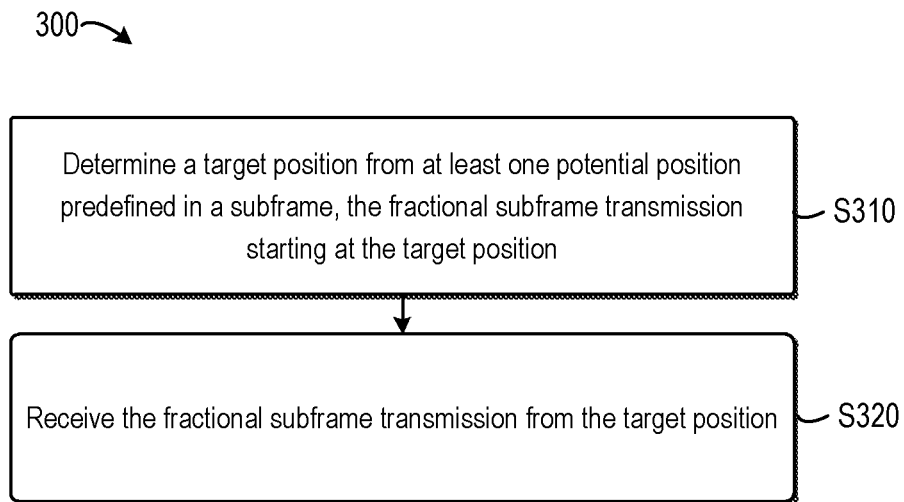 300
Determine a target position from at least one potential position
predefined in a subframe, the fractional subframe transmission
starting at the target position
S310
Receive the fractional subframe transmission from the target position
S320